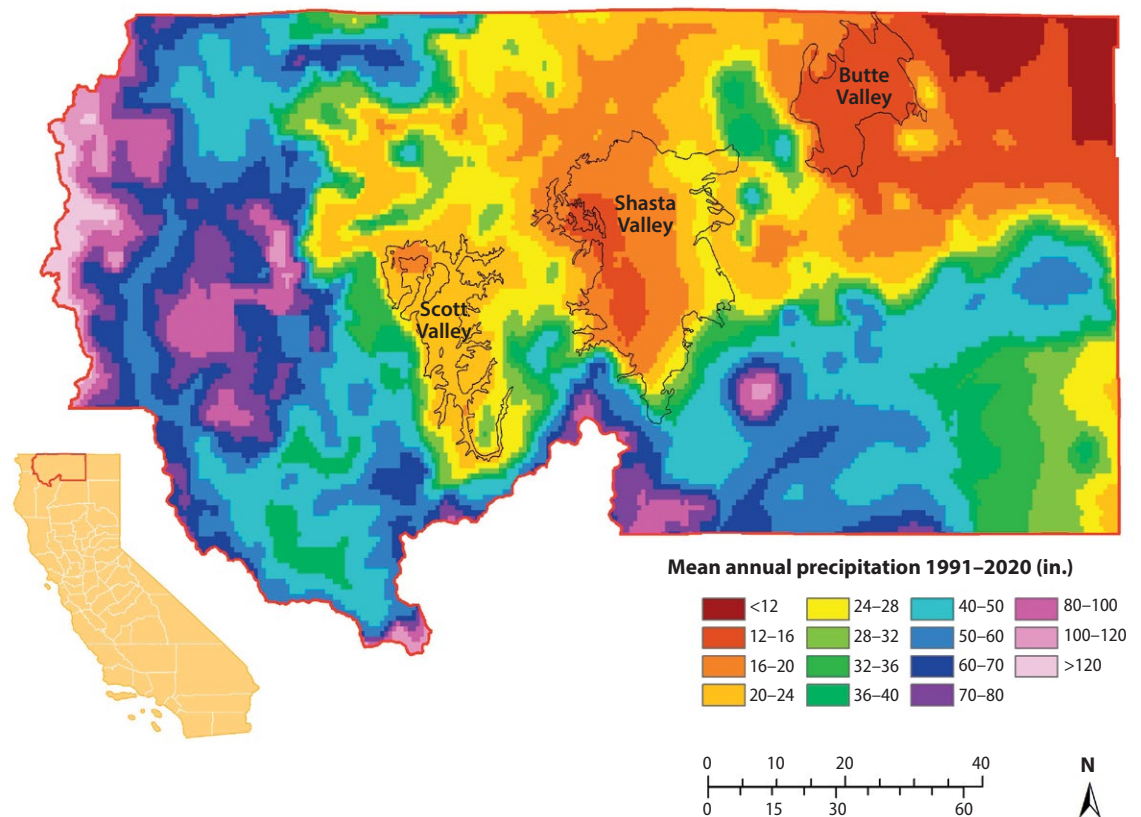 Butte
Valley
Shasta
Valley
Scott
Valley
Mean annual precipitation 1991–2020 (in.)
<12
24–28
40–50
80–100
12–16
28–32
50–60
100–120
16–20
32–36
60–70
>120
20–24
36–40
70–80
0
10
20
40
N
0
15
30
60